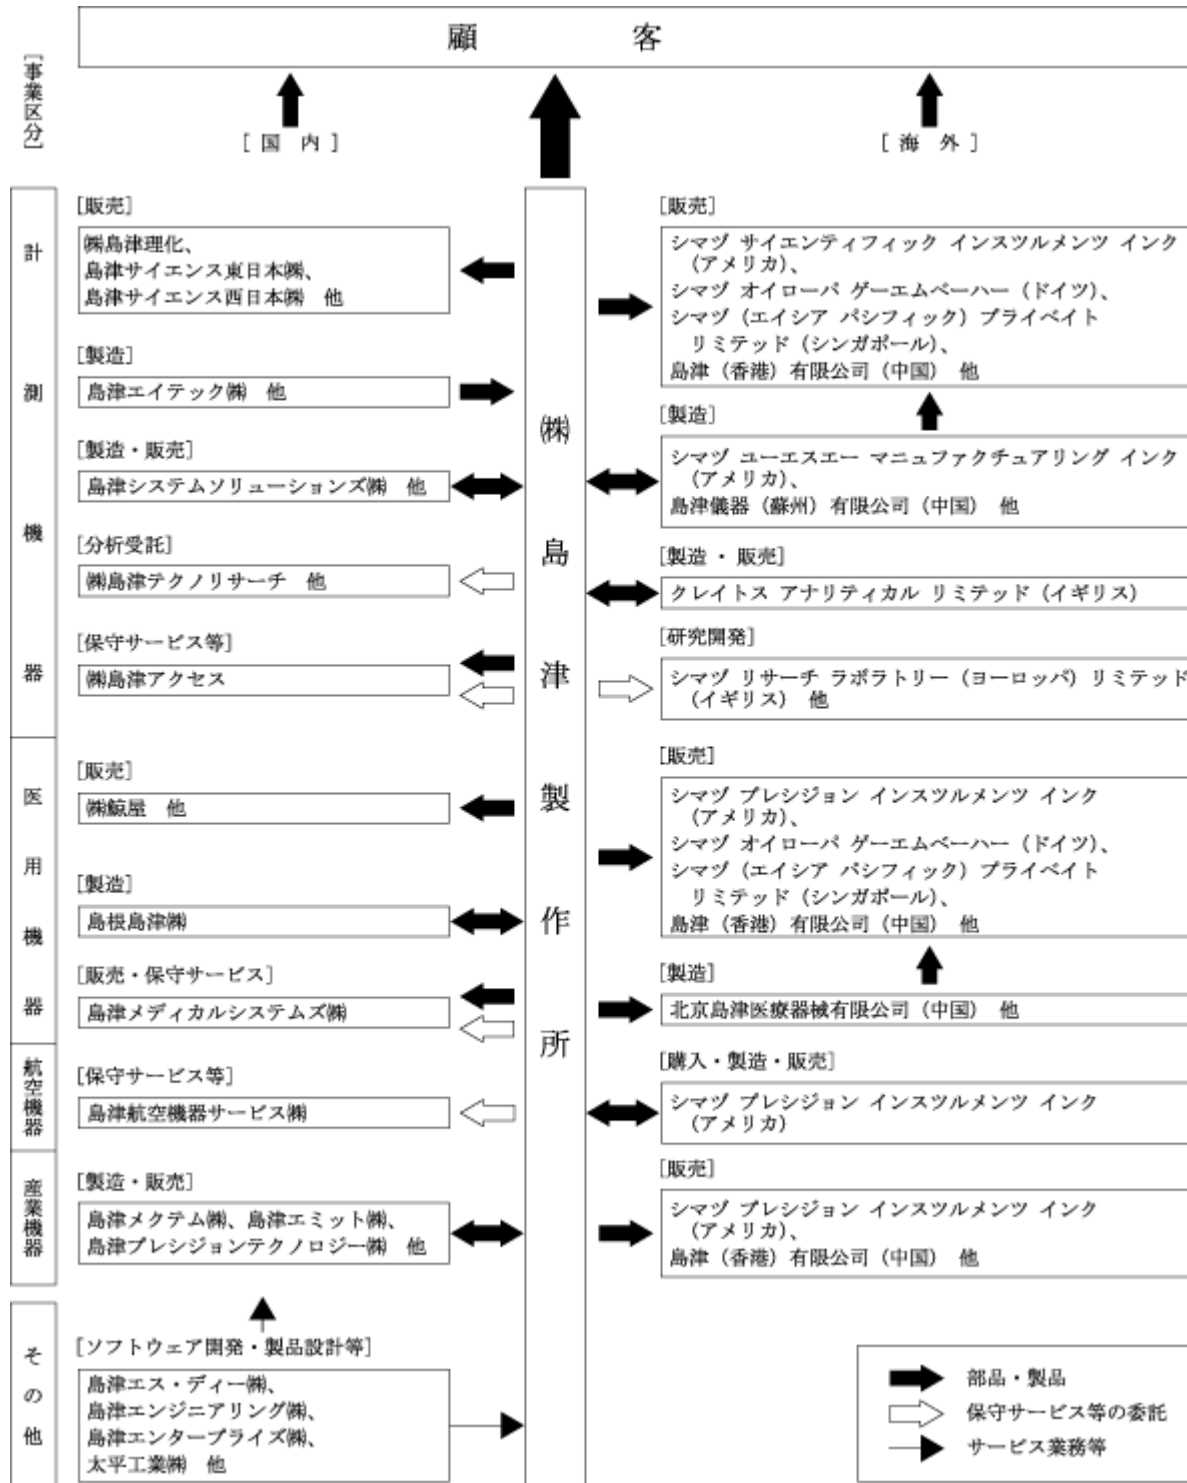 顧 客
[事業区分]
[ 国 内 ]
[ 海 外 ]
計測機器
[販売]
㈱島津理化、
島津サイエンス東日本㈱、
島津サイエンス西日本㈱ 他
[製造]
島津エイテック㈱ 他
[製造・販売]
島津システムソリューションズ㈱ 他
[分析受託]
㈱島津テクノリサーチ 他
[保守サービス等]
㈱島津アクセス
医用機器
[販売]
㈱鯨屋 他
[製造]
島根島津㈱
[販売・保守サービス]
島津メディカルシステムズ㈱
航空機器
[保守サービス等]
島津航空機器サービス㈱
産業機器
[製造・販売]
島津メクテム㈱、島津エミット㈱、
島津プレシジョンテクノロジー㈱ 他
その他
[ソフトウェア開発・製品設計等]
島津エス・ディー㈱、
島津エンジニアリング㈱、
島津エンタープライズ㈱、
太平工業㈱ 他
㈱島津製作所
[販売]
シマヅ サイエンティフィック インスツルメンツ インク
(アメリカ)、
シマヅ オイローパ ゲーエムベーハー (ドイツ)、
シマヅ (エイシア パシフィック) プライベイト
リミテッド (シンガポール)、
島津 (香港) 有限公司 (中国) 他
[製造]
シマヅ ユーエスエー マニュファクチュアリング インク
(アメリカ)、
島津儀器 (蘇州) 有限公司 (中国) 他
[製造 ・ 販売]
クレイトス アナリティカル リミテッド (イギリス)
[研究開発]
シマヅ リサーチ ラボラトリー (ヨーロッパ) リミテッド
(イギリス) 他
[販売]
シマヅ プレシジョン インスツルメンツ インク
(アメリカ)、
シマヅ オイローパ ゲーエムベーハー (ドイツ)、
シマヅ (エイシア パシフィック) プライベイト
リミテッド (シンガポール)、
島津 (香港) 有限公司 (中国) 他
[製造]
北京島津医療器械有限公司 (中国) 他
[購入・製造・販売]
シマヅ プレシジョン インスツルメンツ インク
(アメリカ)
[販売]
シマヅ プレシジョン インスツルメンツ インク
(アメリカ)、
島津 (香港) 有限公司 (中国) 他
部品・製品
保守サービス等の委託
サービス業務等